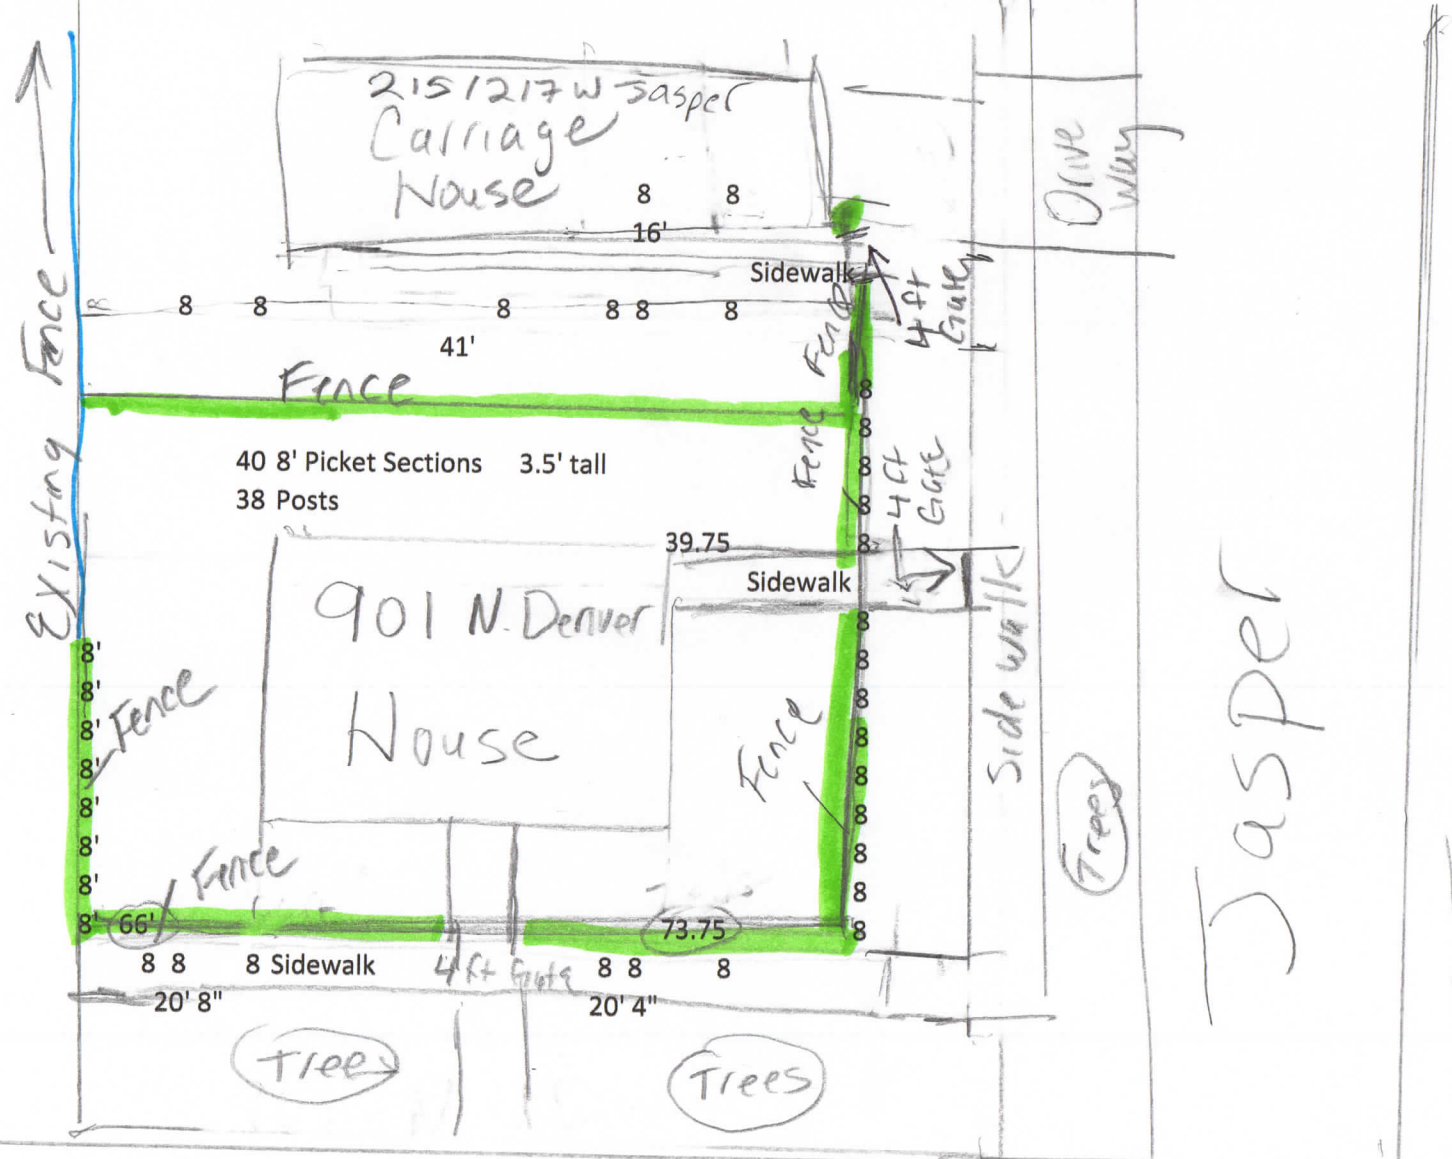 215/217 W Jasper
Carriage
House
8 8
16'
Drive
Way
Sidewalk
4 ft
Gate
Fence
8 8 8 8 8 8
41'
Fence
Existing Fence
8
8
8
8
8
Fence
40 8' Picket Sections 3.5' tall
38 Posts
4 ft
Gate
39.75
Sidewalk
901 N. Denver
House
Side walk
Jasper
8'
8'
8'
8'
8'
8'
8'
8'
Fence
8
8
8
8
8
8
8
8
8
Fence
Trees
Fence
66'
73.75
8 8 8 Sidewalk
4 ft Gate
8 8 8
20' 8"
20' 4"
Trees
Trees